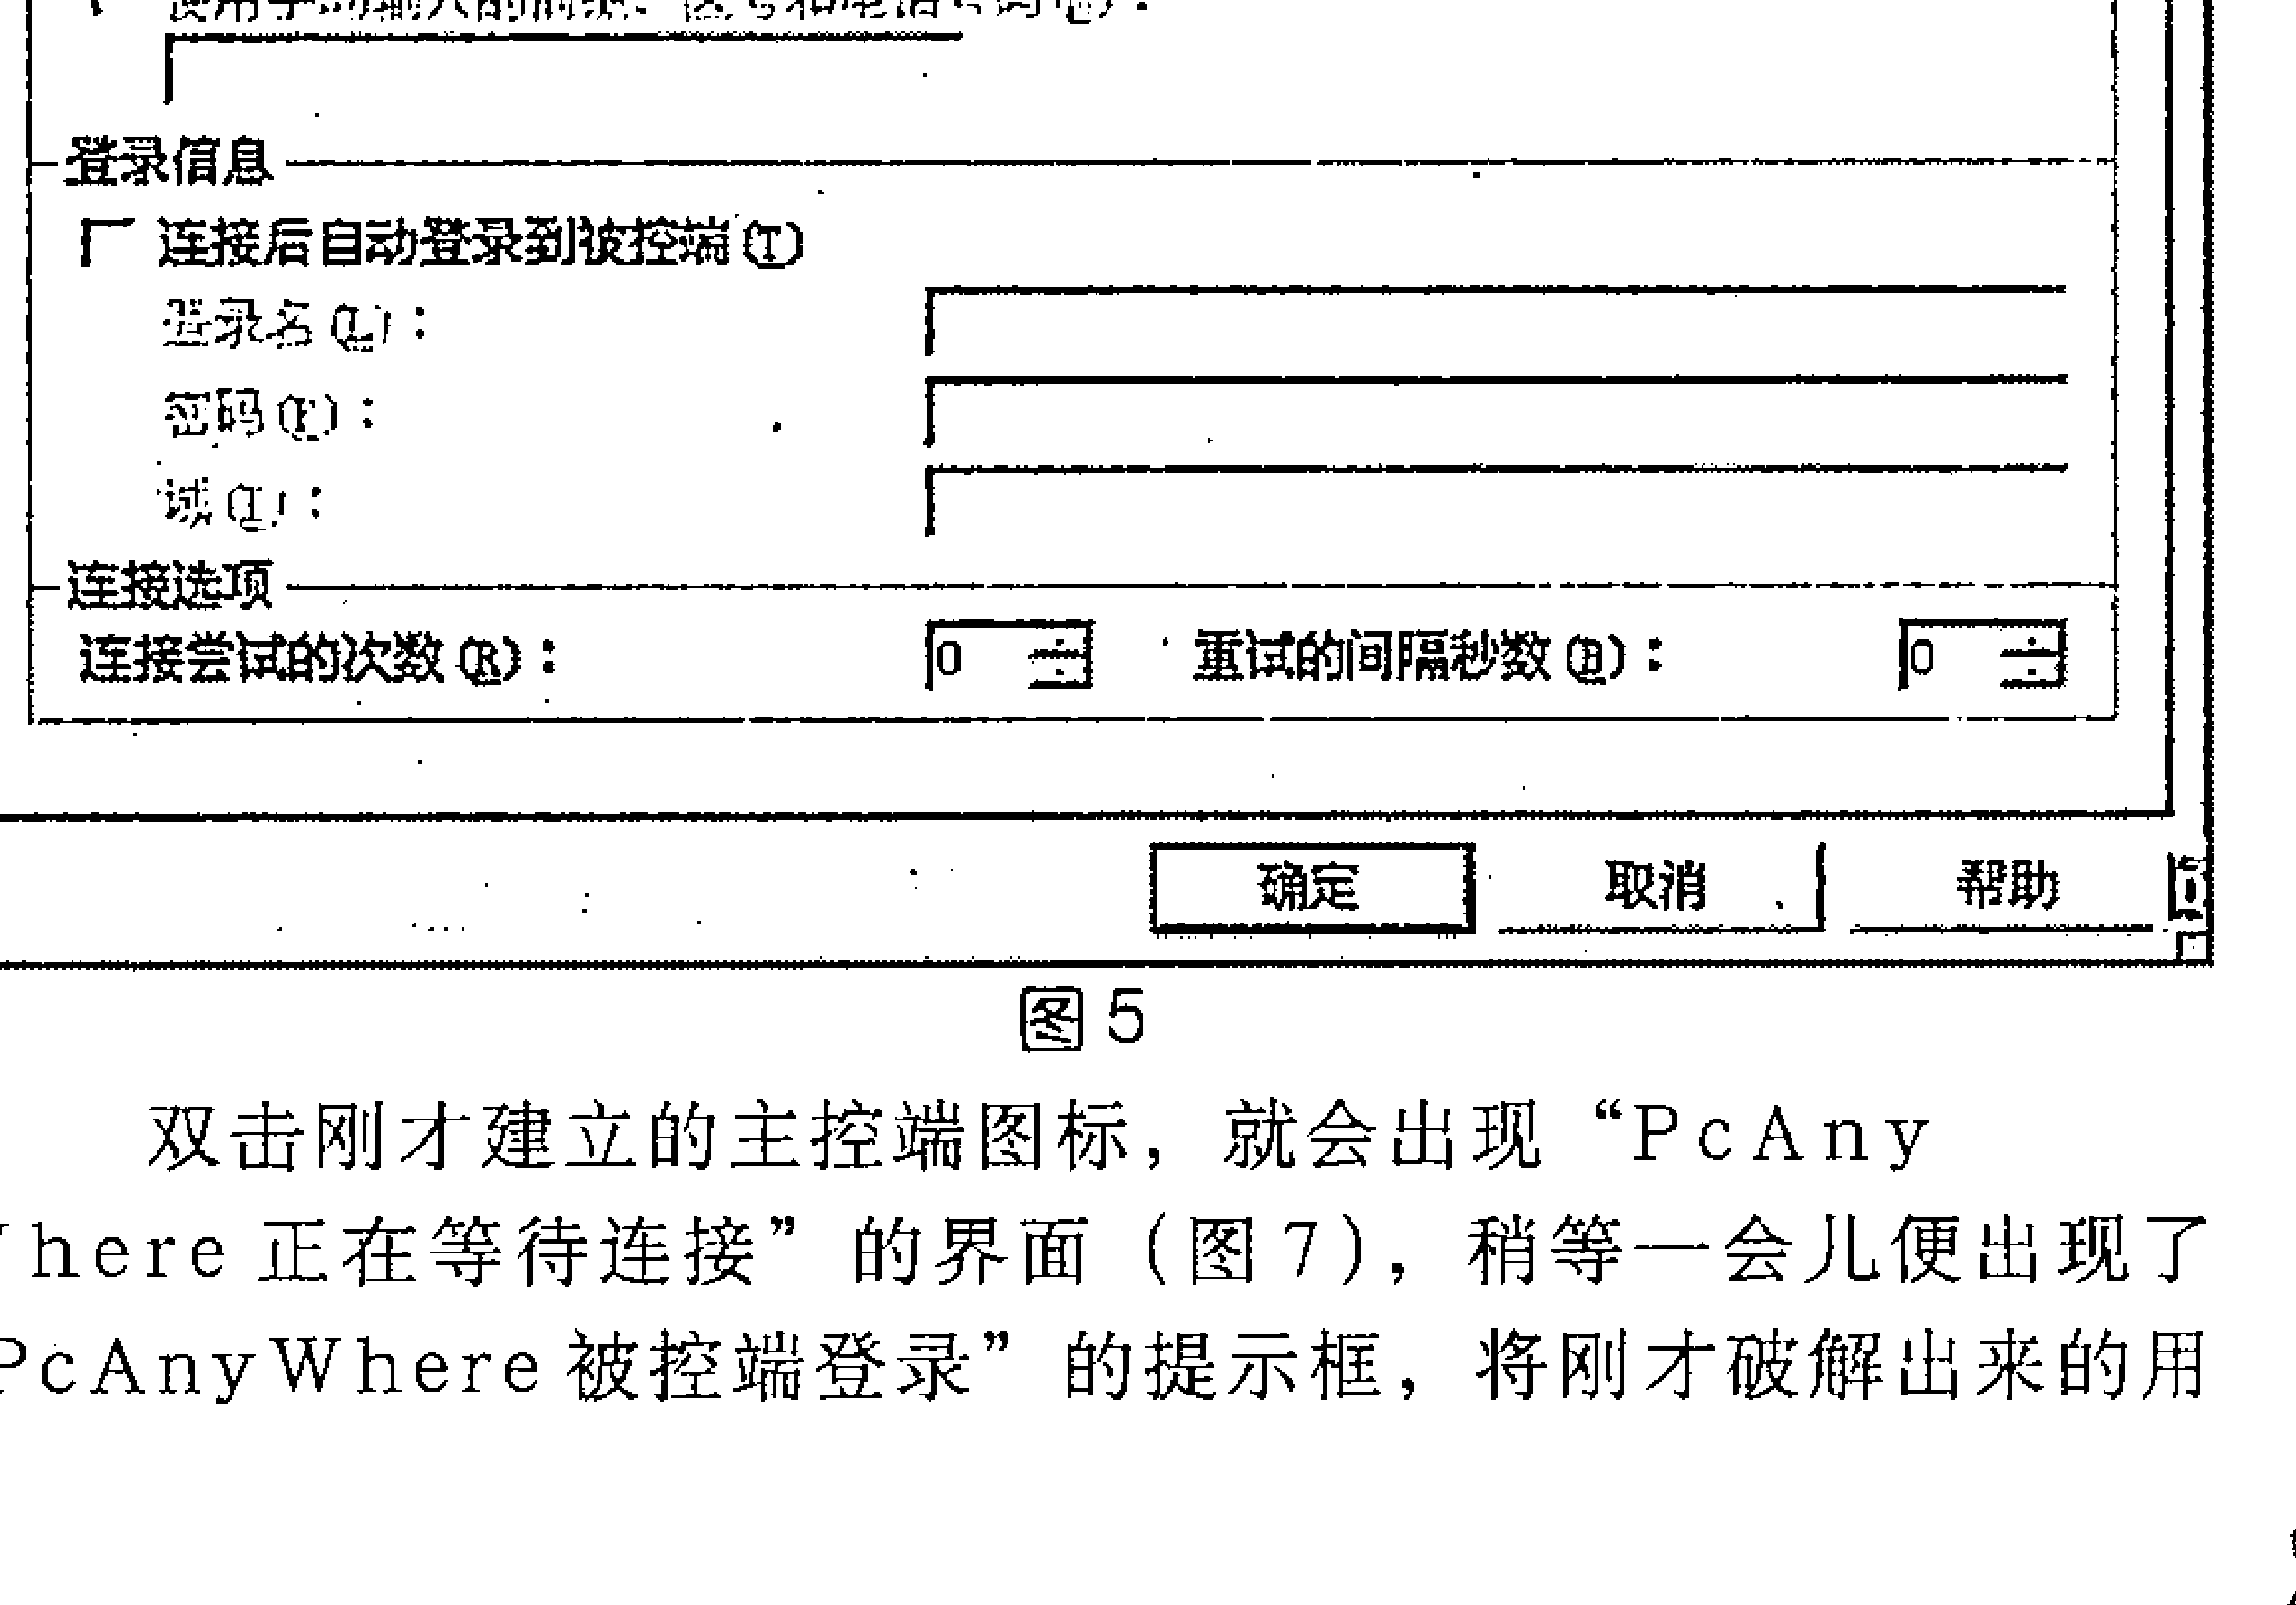 登录信息
连接后自动登录到被控端(T)
登录名(L)：
密码(P)：
域(I)：
连接选项
连接尝试的次数(R)： 0 重试的间隔秒数(B)： 0
确定 取消 帮助
图5
双击刚才建立的主控端图标，就会出现“PcAny
here正在等待连接”的界面（图7），稍等一会儿便出现了
PcAnyWhere被控端登录”的提示框，将刚才破解出来的用